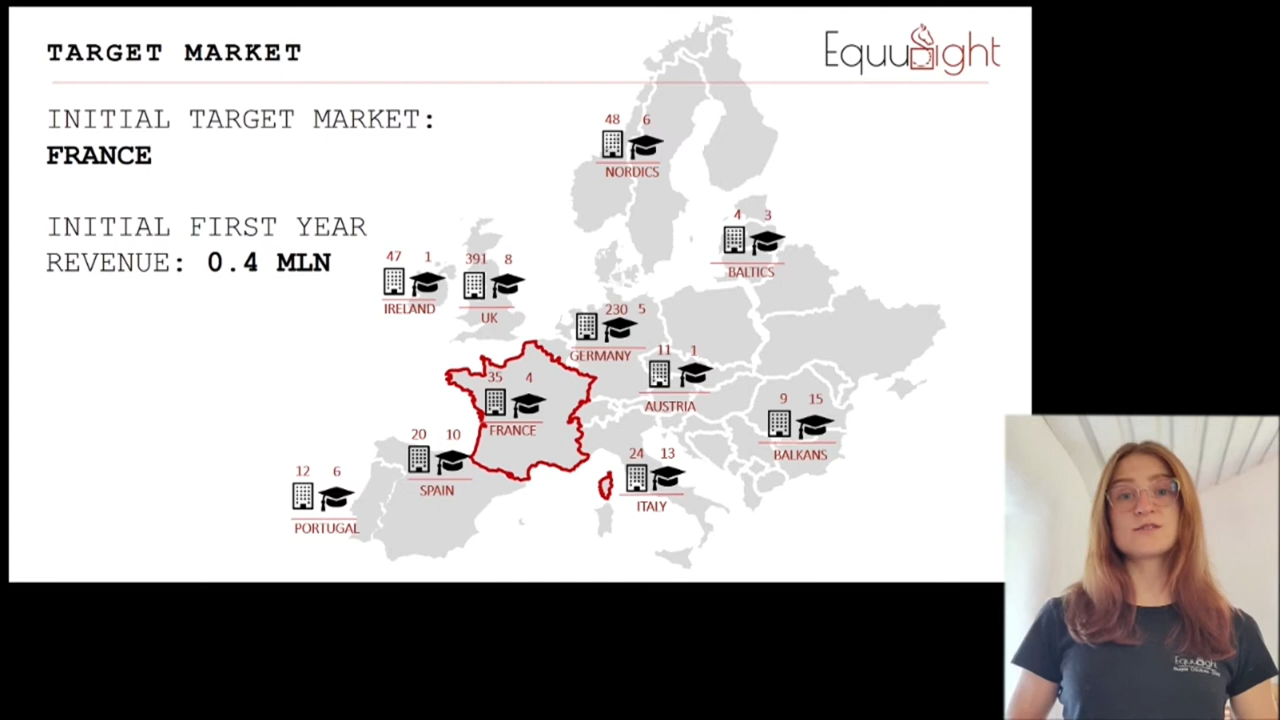 TARGET MARKET
EquuSight
INITIAL TARGET MARKET:
FRANCE
INITIAL FIRST YEAR
REVENUE: 0.4 MLN
48 6
NORDICS
4 3
BALTICS
47 1
IRELAND
391 8
UK
230 5
GERMANY
11 1
AUSTRIA
35 4
FRANCE
9 15
BALKANS
20 10
SPAIN
24 13
ITALY
12 6
PORTUGAL
EquuSight